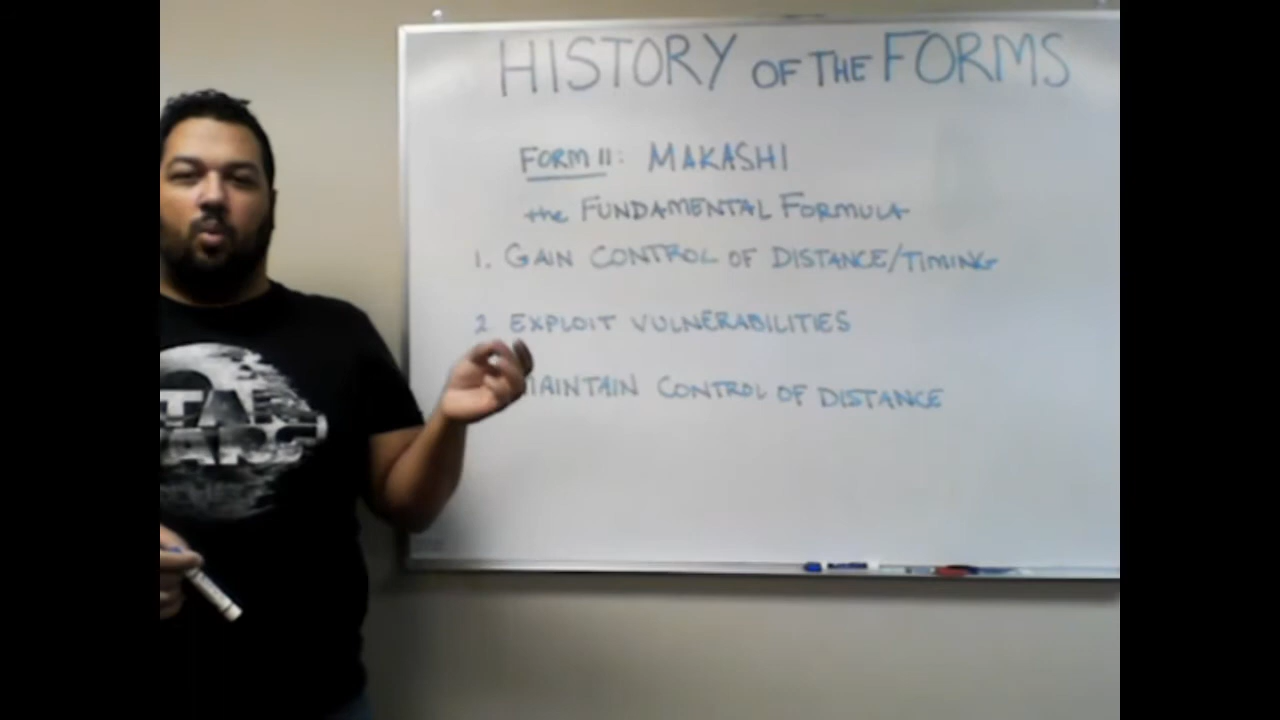 HISTORY OF THE FORMS
FORM II: MAKASHI
the FUNDAMENTAL FORMULA
1. GAIN CONTROL OF DISTANCE/TIMING
2 EXPLOIT VULNERABILITIES
MAINTAIN CONTROL OF DISTANCE